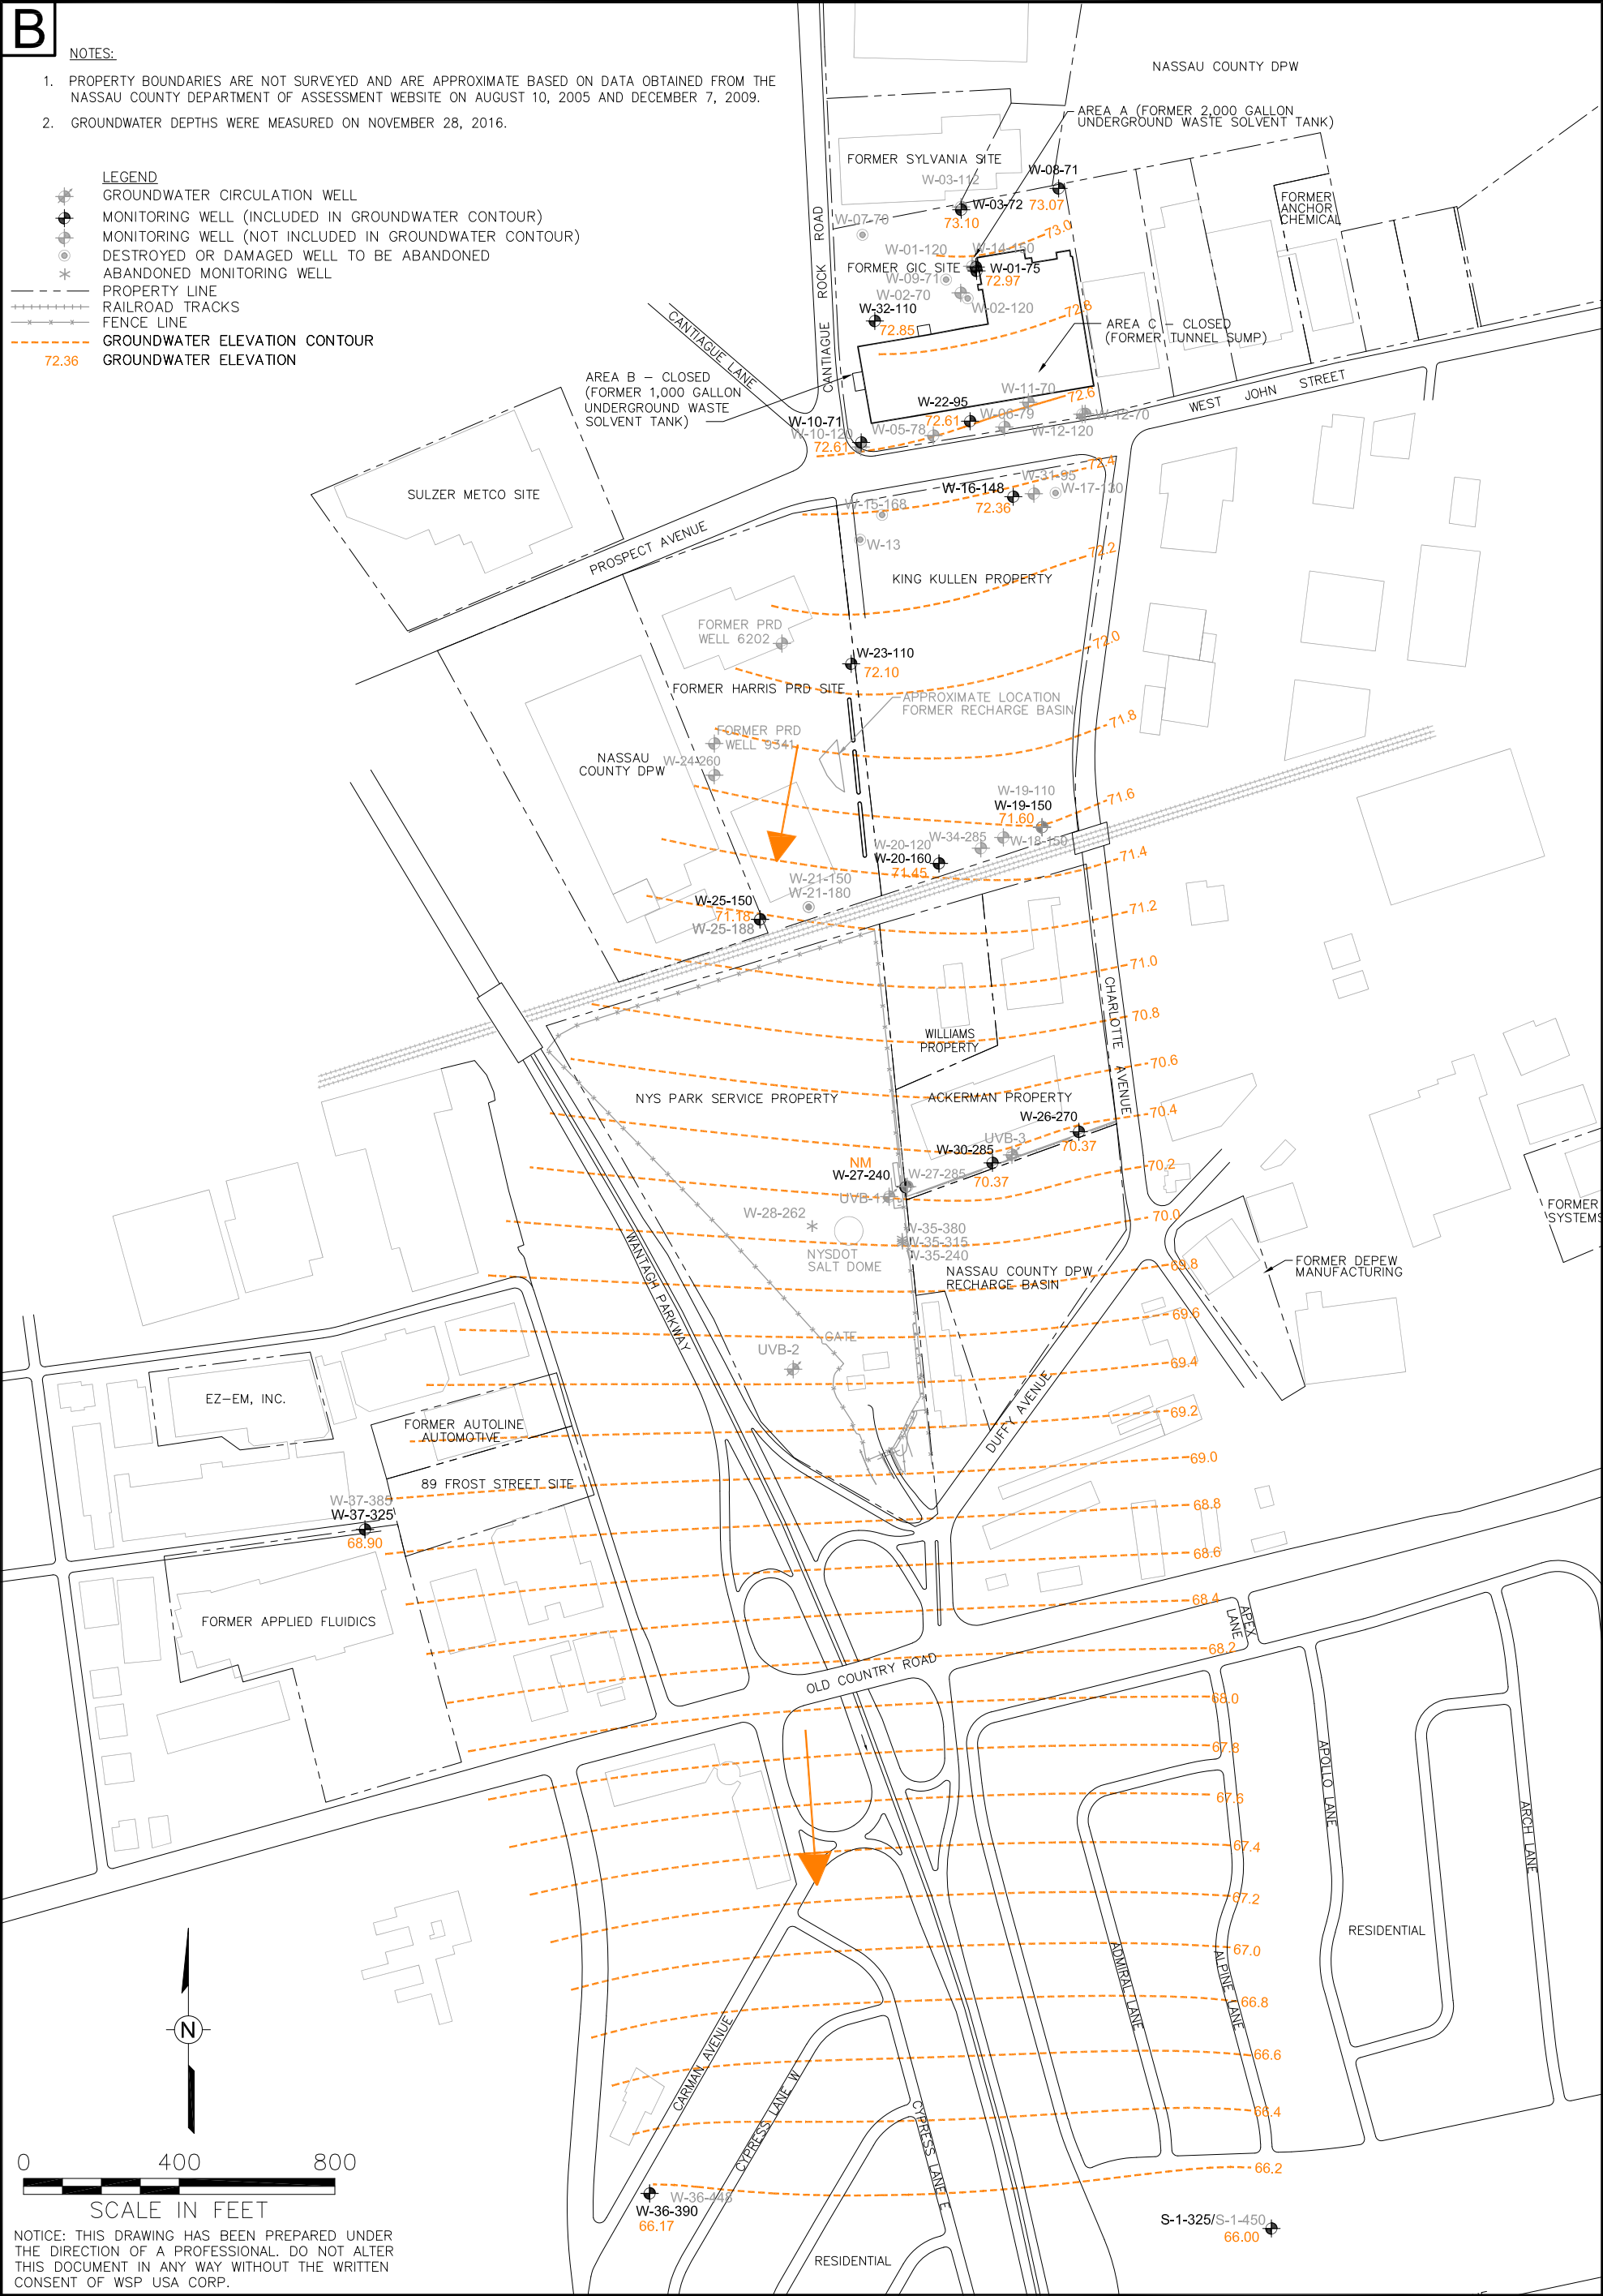 B
NOTES:
1. PROPERTY BOUNDARIES ARE NOT SURVEYED AND ARE APPROXIMATE BASED ON DATA OBTAINED FROM THE
NASSAU COUNTY DEPARTMENT OF ASSESSMENT WEBSITE ON AUGUST 10, 2005 AND DECEMBER 7, 2009.
2. GROUNDWATER DEPTHS WERE MEASURED ON NOVEMBER 28, 2016.
LEGEND
GROUNDWATER CIRCULATION WELL
MONITORING WELL (INCLUDED IN GROUNDWATER CONTOUR)
MONITORING WELL (NOT INCLUDED IN GROUNDWATER CONTOUR)
DESTROYED OR DAMAGED WELL TO BE ABANDONED
ABANDONED MONITORING WELL
PROPERTY LINE
RAILROAD TRACKS
FENCE LINE
GROUNDWATER ELEVATION CONTOUR
72.36 GROUNDWATER ELEVATION
NASSAU COUNTY DPW
AREA A (FORMER 2,000 GALLON
UNDERGROUND WASTE SOLVENT TANK)
FORMER SYLVANIA SITE
W-03-112
W-08-71
73.07
W-03-72
73.10
W-07-70
73.0
FORMER
ANCHOR
CHEMICAL
W-01-120
W-14-150
FORMER GIC SITE
W-01-75
72.97
W-09-71
W-02-70
W-02-120
W-32-110
72.85
72.8
AREA C - CLOSED
(FORMER TUNNEL SUMP)
CANTIAGUE ROCK ROAD
CANTIAGUE LANE
AREA B - CLOSED
(FORMER 1,000 GALLON
UNDERGROUND WASTE
SOLVENT TANK)
W-11-70
72.6
W-22-95
72.61
W-06-79
W-12-70
W-12-120
W-10-71
W-10-120
72.61
W-05-78
WEST JOHN STREET
72.4
W-31-95
W-16-148
72.36
W-17-130
W-15-168
W-13
SULZER METCO SITE
PROSPECT AVENUE
72.2
KING KULLEN PROPERTY
FORMER PRD
WELL 6202
72.0
W-23-110
72.10
FORMER HARRIS PRD SITE
APPROXIMATE LOCATION
FORMER RECHARGE BASIN
71.8
FORMER PRD
WELL 9341
NASSAU
COUNTY DPW
W-24-260
W-19-110
W-19-150
71.60
71.6
W-34-285
W-18-150
W-20-120
W-20-160
71.45
71.4
W-21-150
W-21-180
W-25-150
71.18
W-25-188
71.2
71.0
CHARLOTTE AVENUE
70.8
WILLIAMS
PROPERTY
70.6
NYS PARK SERVICE PROPERTY
ACKERMAN PROPERTY
70.4
W-26-270
70.37
UVB-3
W-30-285
70.37
70.2
NM
W-27-240
W-27-285
UVB-1
W-28-262
70.0
W-35-380
W-35-315
W-35-240
NYSDOT
SALT DOME
FORMER
SYSTEMS
NASSAU COUNTY DPW
RECHARGE BASIN
69.8
FORMER DEPEW
MANUFACTURING
WANTAGH PARKWAY
69.6
GATE
UVB-2
69.4
EZ-EM, INC.
DUFFY AVENUE
69.2
FORMER AUTOLINE
AUTOMOTIVE
69.0
89 FROST STREET SITE
W-37-385
W-37-325
68.90
68.8
68.6
68.4
APEX
LANE
FORMER APPLIED FLUIDICS
68.2
OLD COUNTRY ROAD
68.0
67.8
67.6
APOLLO LANE
ARCH LANE
67.4
67.2
RESIDENTIAL
67.0
ADMIRAL LANE
ALPINE LANE
66.8
N
66.6
CARMAN AVENUE
CYPRESS LANE W
CYPRESS LANE E
66.4
66.2
0 400 800
SCALE IN FEET
W-36-448
W-36-390
66.17
S-1-325/S-1-450
66.00
RESIDENTIAL
NOTICE: THIS DRAWING HAS BEEN PREPARED UNDER
THE DIRECTION OF A PROFESSIONAL. DO NOT ALTER
THIS DOCUMENT IN ANY WAY WITHOUT THE WRITTEN
CONSENT OF WSP USA CORP.